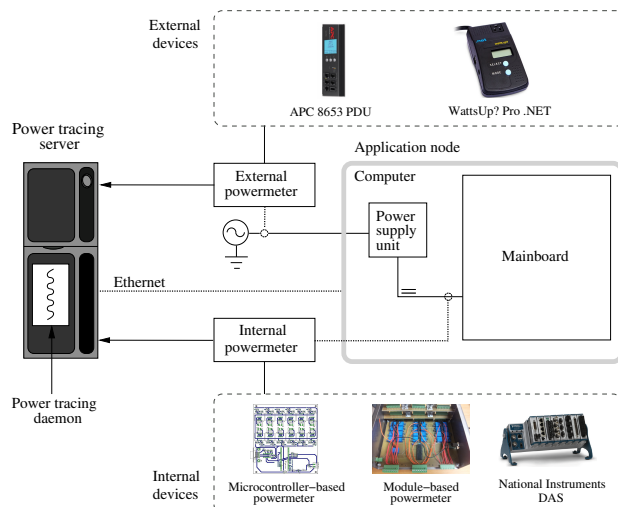 External
devices
APC 8653 PDU
WattsUp? Pro .NET
Power tracing
server
Application node
External
powermeter
Computer
Power
supply
unit
Mainboard
Ethernet
Internal
powermeter
Power tracing
daemon
Internal
devices
Microcontroller−based
powermeter
Module−based
powermeter
National Instruments
DAS